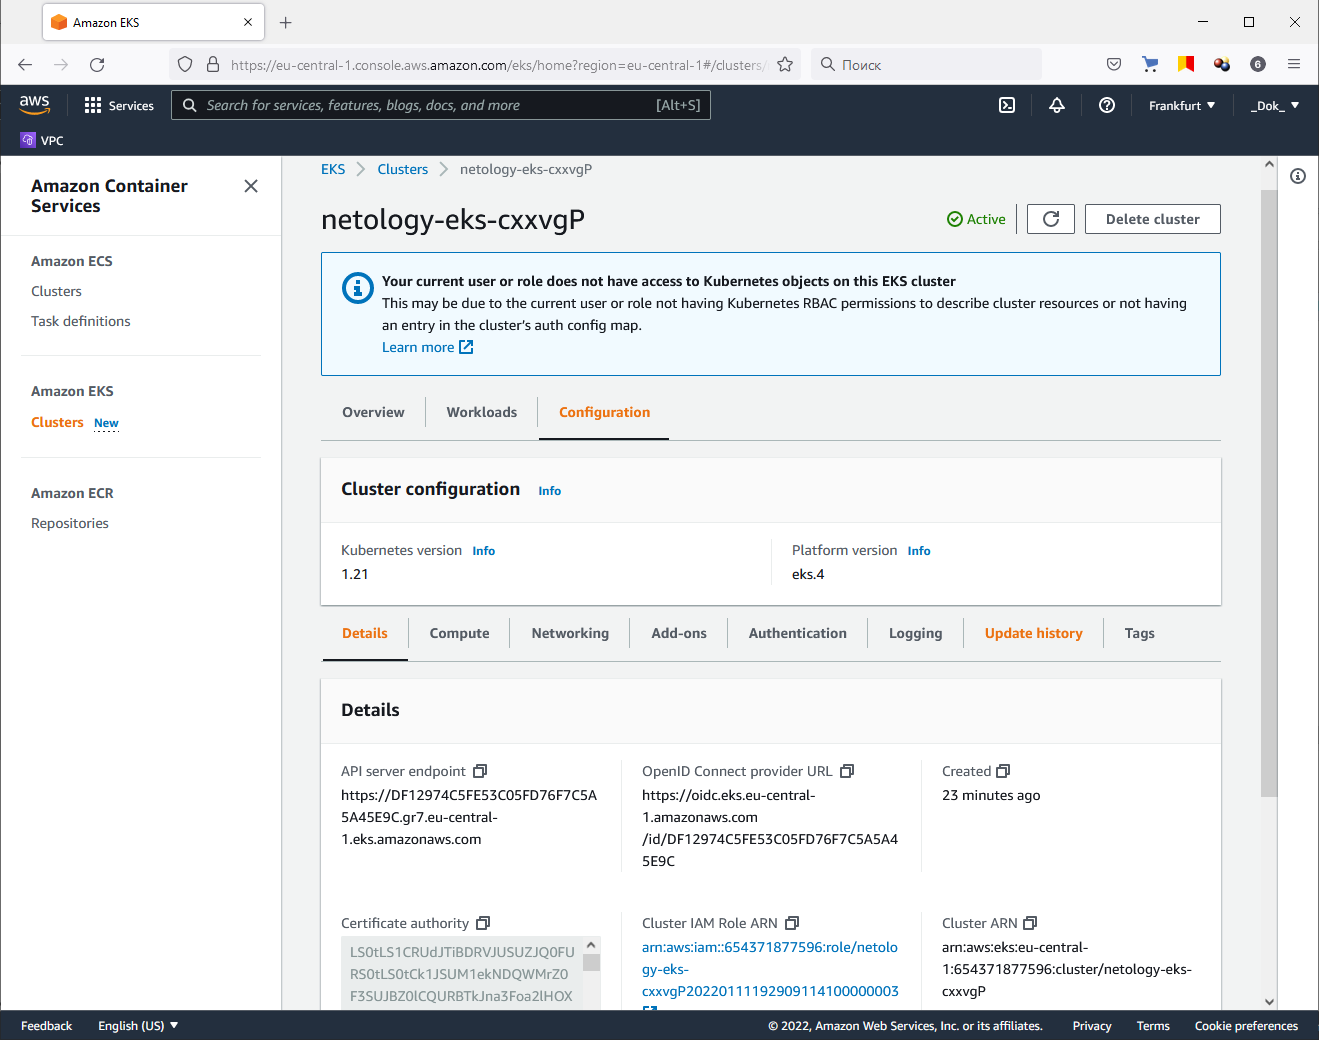 Amazon EKS
https://eu-central-1.console.aws.amazon.com/eks/home?region=eu-central-1#/clusters/
Поиск
6
aws
Services
Search for services, features, blogs, docs, and more
[Alt+S]
Frankfurt
_Dok_
VPC
Amazon Container
Services
Amazon ECS
Clusters
Task definitions
Amazon EKS
Clusters New
Amazon ECR
Repositories
EKS
Clusters
netology-eks-cxxvgP
netology-eks-cxxvgP
Active
Delete cluster
Your current user or role does not have access to Kubernetes objects on this EKS cluster
This may be due to the current user or role not having Kubernetes RBAC permissions to describe cluster resources or not having
an entry in the cluster's auth config map.
Learn more
Overview
Workloads
Configuration
Cluster configuration Info
Kubernetes version Info
1.21
Platform version Info
eks.4
Details
Compute
Networking
Add-ons
Authentication
Logging
Update history
Tags
Details
API server endpoint
https://DF12974C5FE53C05FD76F7C5A
5A45E9C.gr7.eu-central-
1.eks.amazonaws.com
OpenID Connect provider URL
https://oidc.eks.eu-central-
1.amazonaws.com
/id/DF12974C5FE53C05FD76F7C5A5A4
5E9C
Created
23 minutes ago
Certificate authority
LS0tLS1CRUdJTiBDRVJUSUZJQ0FU
RS0tLS0tCk1JSUM1ekNDQWMrZ0
F3SUJBZ0lCQURBTkJna3Foa2lHOX
Cluster IAM Role ARN
arn:aws:iam::654371877596:role/netolo
gy-eks-
cxxvgP20220111192909114100000003
Cluster ARN
arn:aws:eks:eu-central-
1:654371877596:cluster/netology-eks-
cxxvgP
Feedback
English (US)
© 2022, Amazon Web Services, Inc. or its affiliates.
Privacy
Terms
Cookie preferences